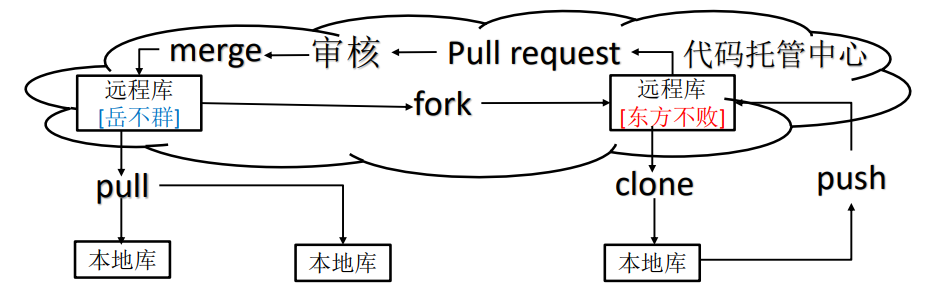 merge
审核
Pull request
代码托管中心
远程库
[岳不群]
fork
远程库
[东方不败]
pull
clone
push
本地库
本地库
本地库